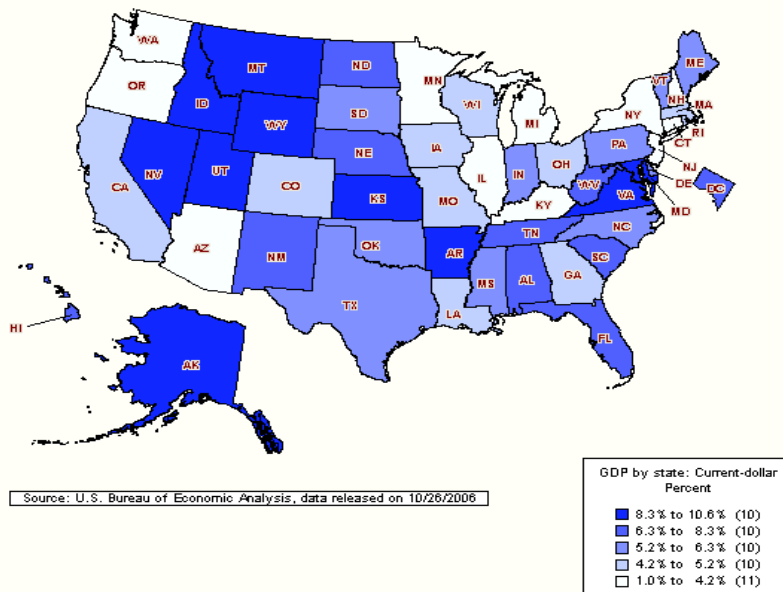 WA
MT
ND
MN
ME
VT
NH
MA
OR
ID
WY
SD
WI
MI
NY
RI
CT
NV
UT
NE
IA
PA
NJ
CA
CO
KS
IL
IN
OH
WV
VA
DE
DC
MD
MO
KY
AZ
NM
OK
AR
TN
NC
SC
TX
LA
MS
AL
GA
FL
HI
AK
Source: U.S. Bureau of Economic Analysis, data released on 10/26/2006
GDP by state: Current-dollar
Percent
8.3% to 10.6% (10)
6.3% to 8.3% (10)
5.2% to 6.3% (10)
4.2% to 5.2% (10)
1.0% to 4.2% (11)